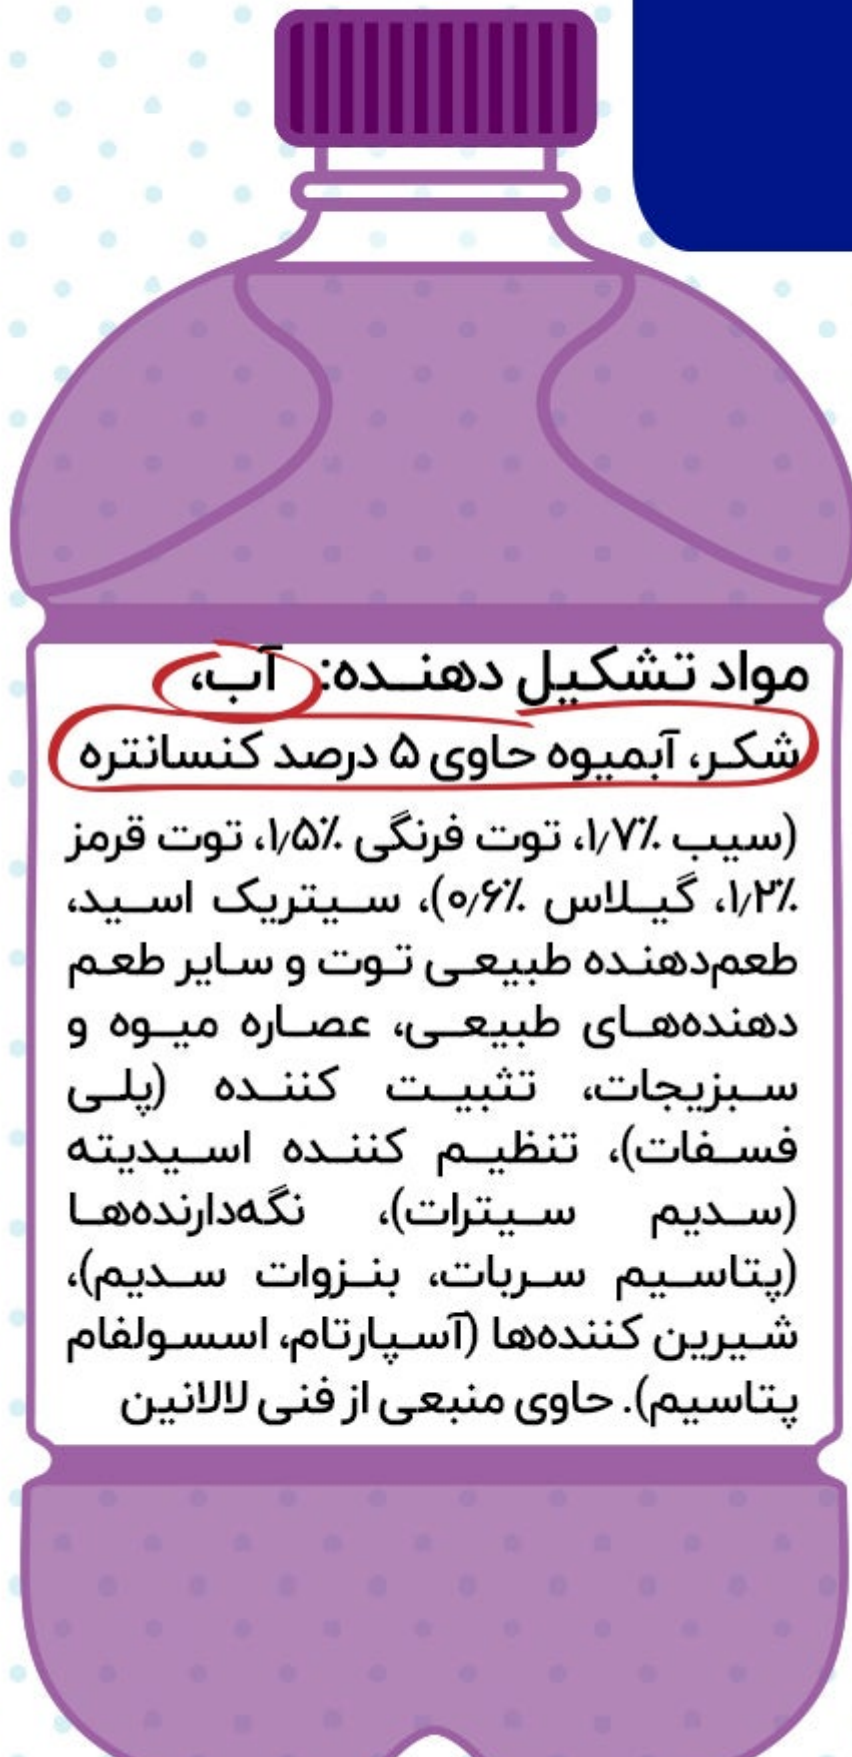 مواد تشکیل دهنده: آب،
شکر، آبمیوه حاوی ۵ درصد کنسانتره
(سیب ۱٫۷٪، توت فرنگی ۱٫۵٪، توت قرمز
۱٫۲٪، گیلاس ۰٫۶٪)، سیتریک اسید،
طعم‌دهنده طبیعی توت و سایر طعم
دهنده‌های طبیعی، عصاره میوه و
سبزیجات، تثبیت کننده (پلی
فسفات)، تنظیم کننده اسیدیته
(سدیم سیترات)، نگه‌دارنده‌ها
(پتاسیم سربات، بنزوات سدیم)،
شیرین کننده‌ها (آسپارتام، اسسولفام
پتاسیم). حاوی منبعی از فنی لالانین